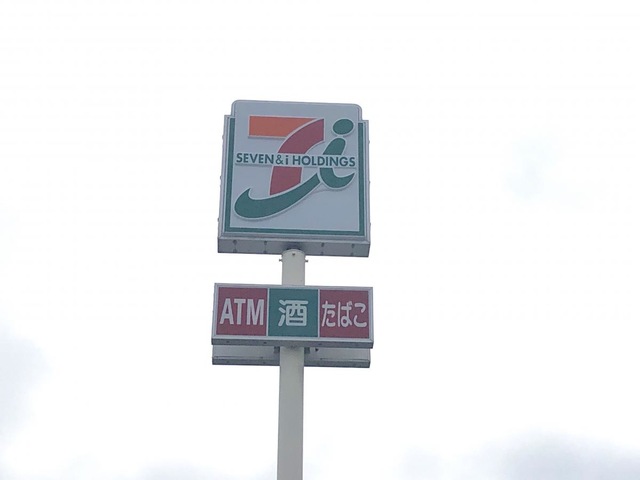 SEVEN&i HOLDINGS
ATM 酒 たばこ